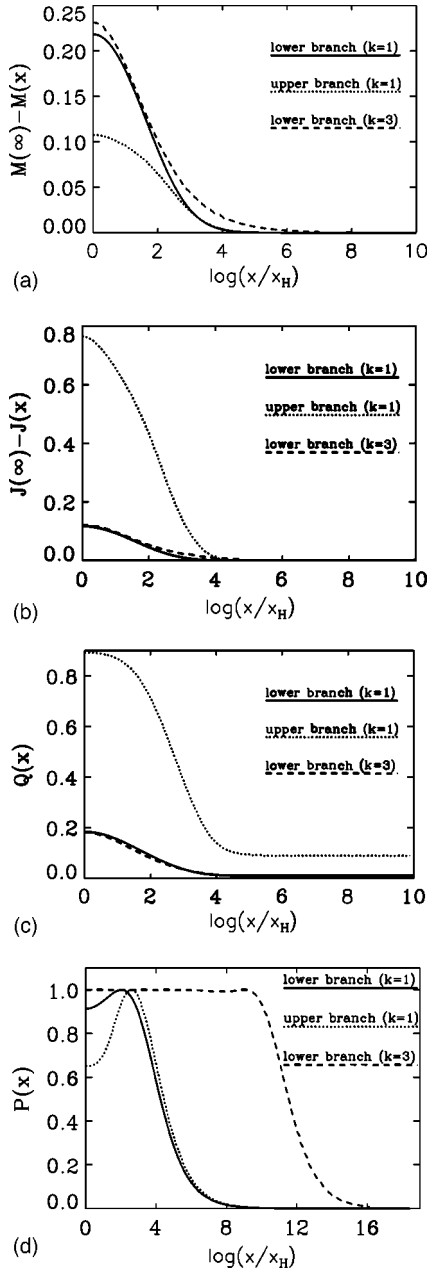 0.25
0.20
0.15
0.10
0.05
0.00
M(∞)−M(x)
lower branch (k=1)
upper branch (k=1)
lower branch (k=3)
0 2 4 6 8 10
(a) log(x/x_H)
0.8
0.6
0.4
0.2
0.0
J(∞)−J(x)
lower branch (k=1)
upper branch (k=1)
lower branch (k=3)
0 2 4 6 8 10
(b) log(x/x_H)
0.8
0.6
0.4
0.2
0.0
Q(x)
lower branch (k=1)
upper branch (k=1)
lower branch (k=3)
0 2 4 6 8 10
(c) log(x/x_H)
1.0
0.8
0.6
0.4
0.2
0.0
P(x)
lower branch (k=1)
upper branch (k=1)
lower branch (k=3)
0 4 8 12 16
(d) log(x/x_H)